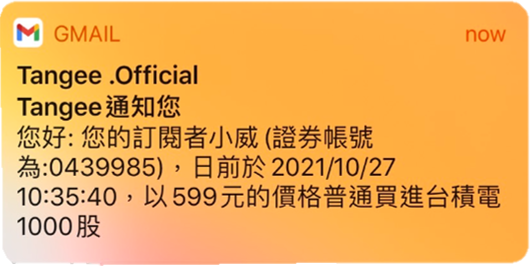 GMAIL now
Tangee .Official
Tangee通知您
您好: 您的訂閱者小威 (證券帳號
為:0439985)，日前於 2021/10/27
10:35:40，以 599元的價格普通買進台積電
1000股